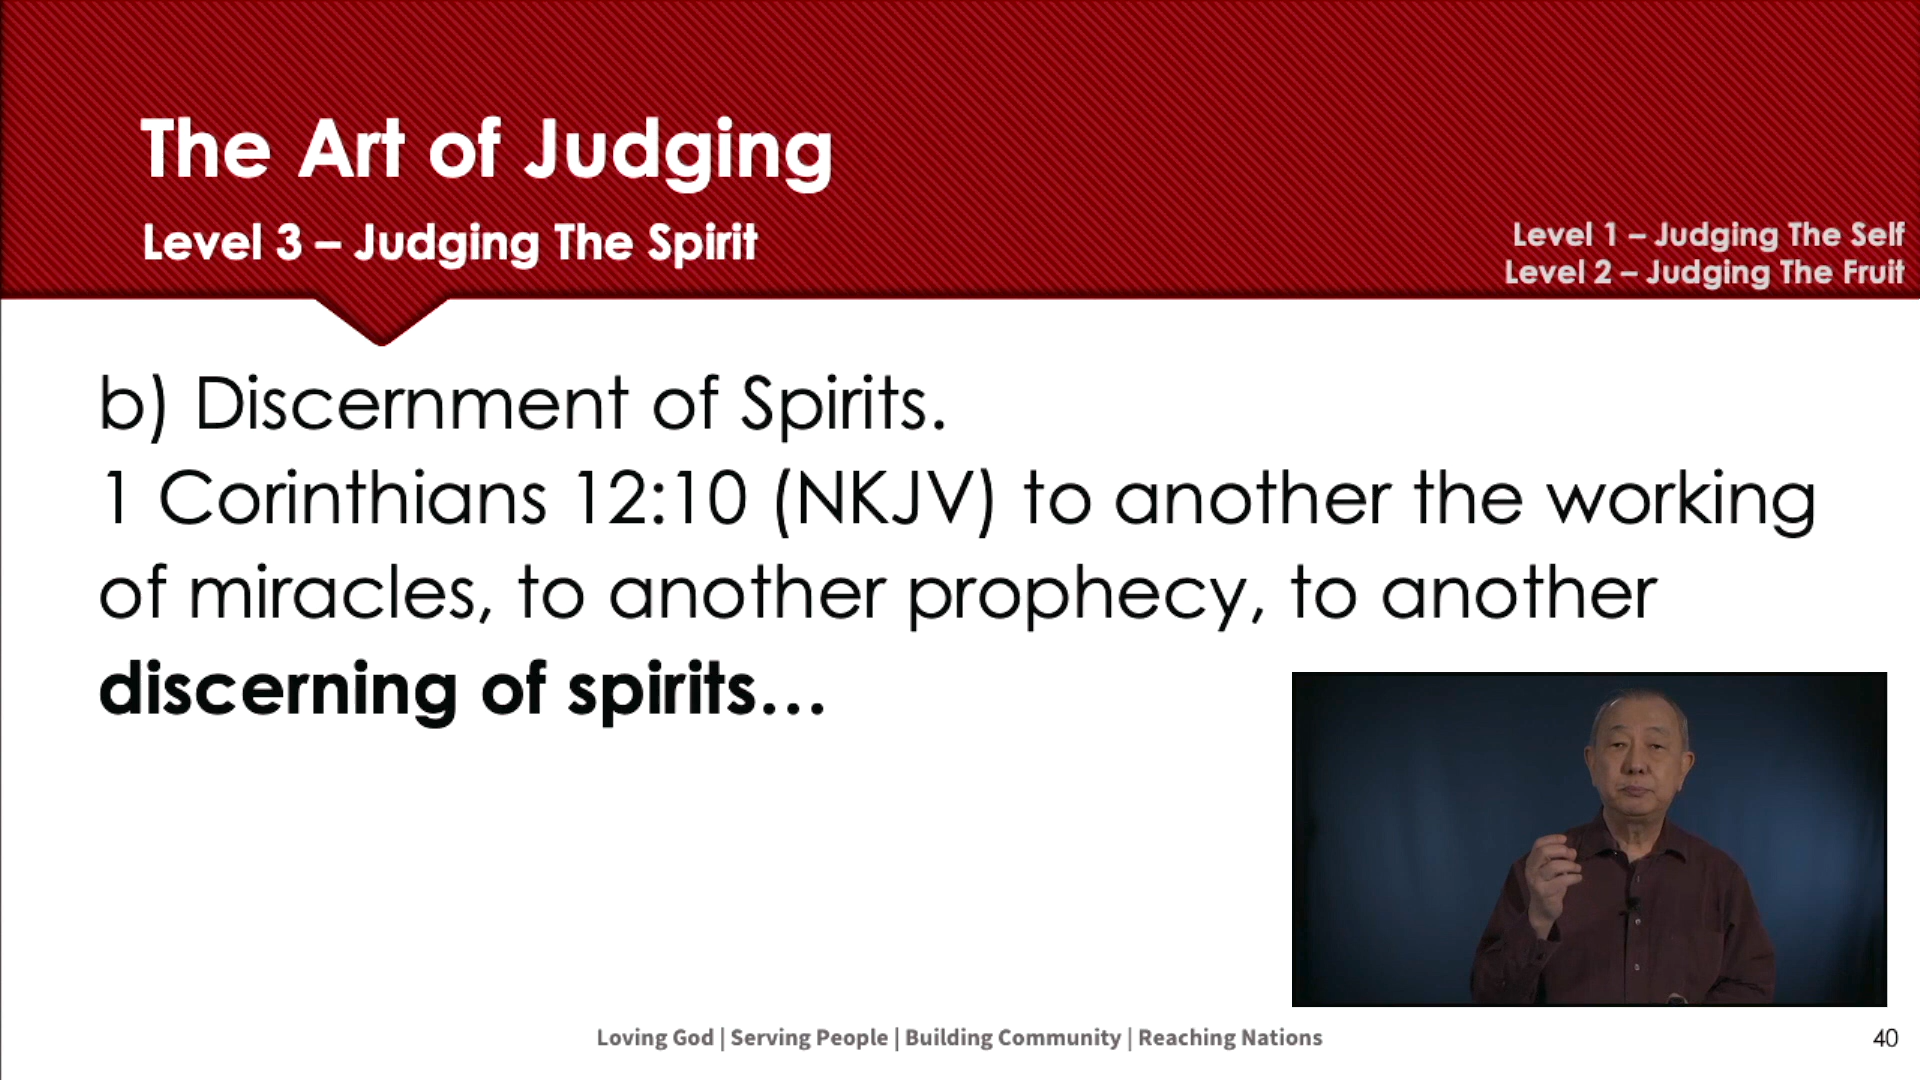 The Art of Judging
Level 3 – Judging The Spirit
Level 1 – Judging The Self
Level 2 – Judging The Fruit
b) Discernment of Spirits.
1 Corinthians 12:10 (NKJV) to another the working
of miracles, to another prophecy, to another
discerning of spirits…
Loving God | Serving People | Building Community | Reaching Nations
40